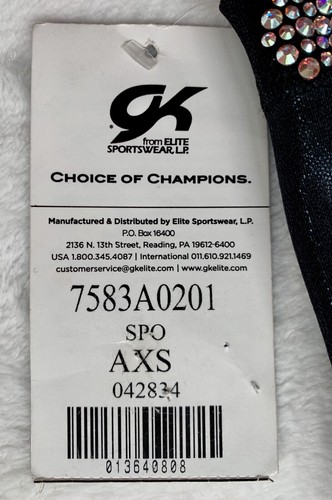 GK
from ELITE
SPORTSWEAR, L.P.
CHOICE OF CHAMPIONS.
Manufactured & Distributed by Elite Sportswear, L.P.
P.O. Box 16400
2136 N. 13th Street, Reading, PA 19612-6400
USA 1.800.345.4087 | International 011.610.921.1469
customerservice@gkelite.com | www.gkelite.com
7583A0201
SPO
AXS
042834
013640808